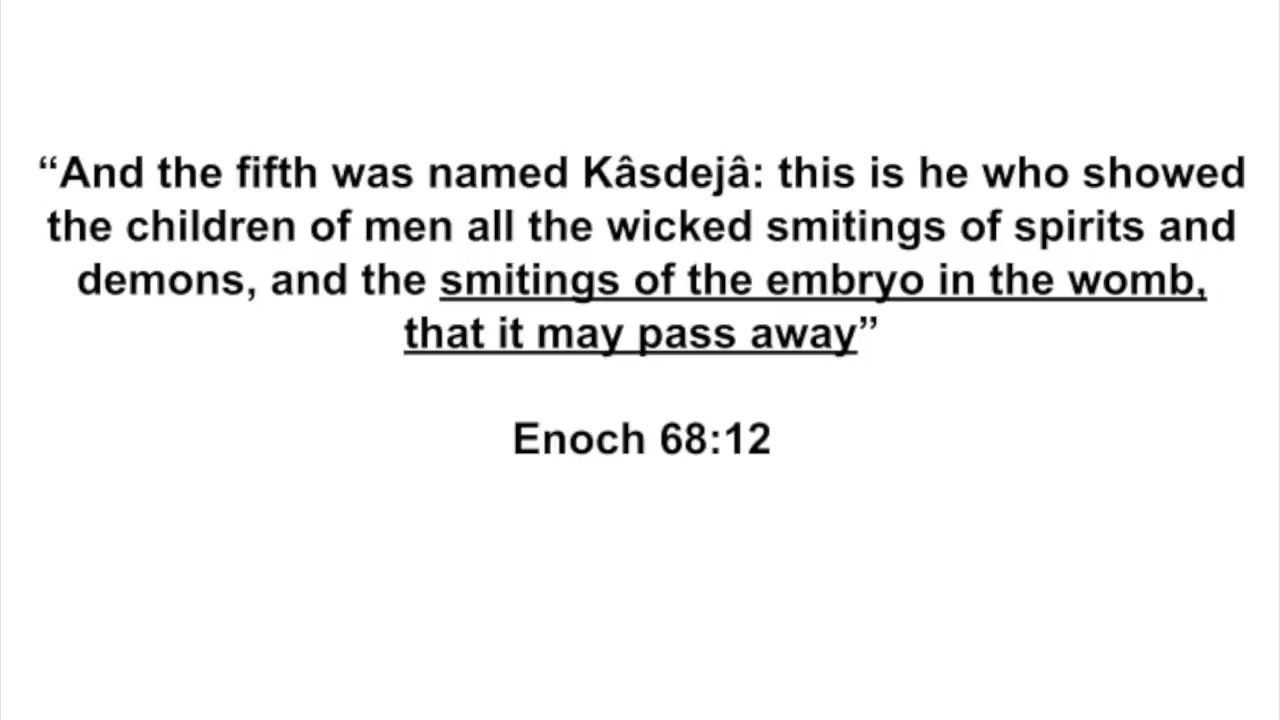 “And the fifth was named Kâsdejâ: this is he who showed
the children of men all the wicked smitings of spirits and
demons, and the smitings of the embryo in the womb,
that it may pass away”
Enoch 68:12